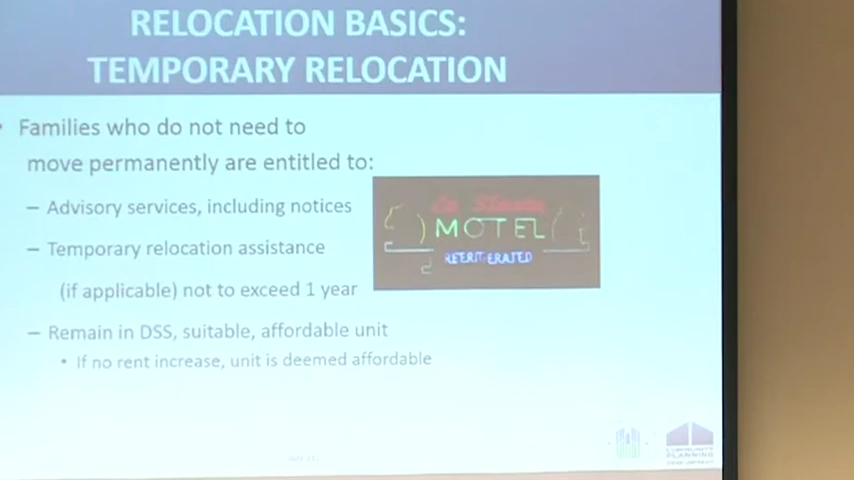 RELOCATION BASICS:
TEMPORARY RELOCATION
• Families who do not need to
move permanently are entitled to:
– Advisory services, including notices
– Temporary relocation assistance
(if applicable) not to exceed 1 year
– Remain in DSS, suitable, affordable unit
• If no rent increase, unit is deemed affordable
MOTEL
COMMUNITY
PLANNING